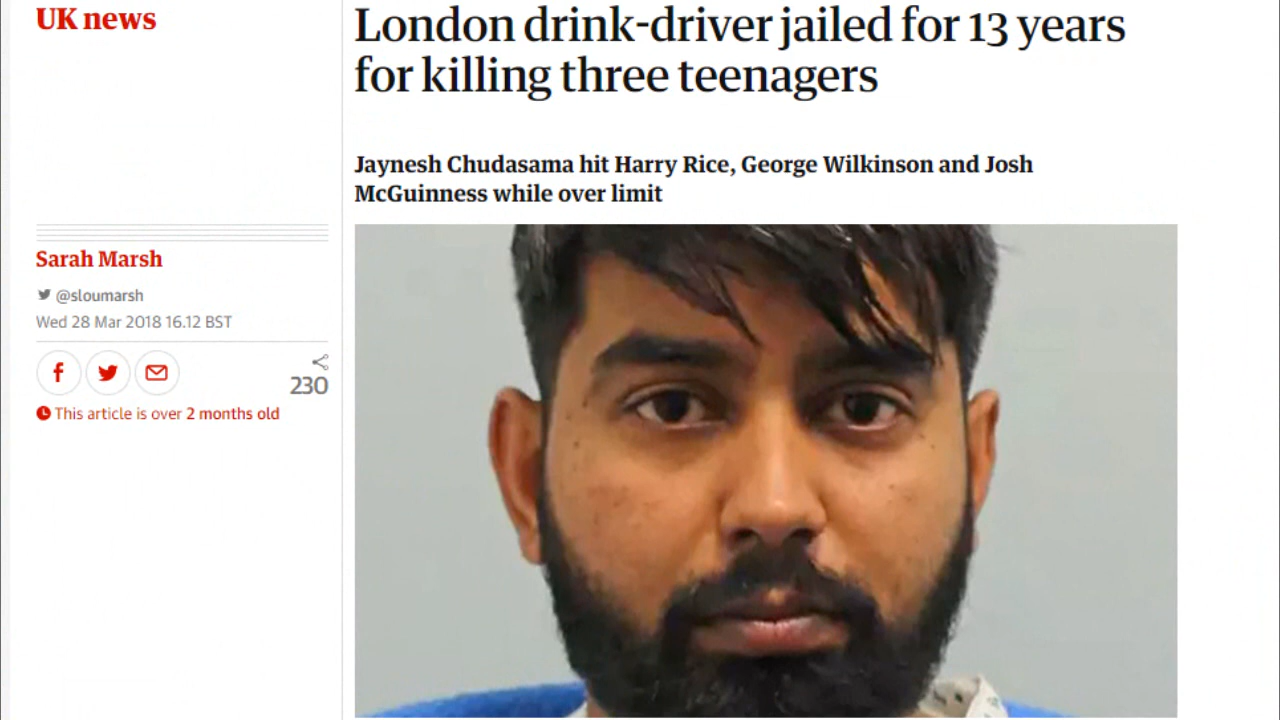 UK news
London drink-driver jailed for 13 years
for killing three teenagers
Jaynesh Chudasama hit Harry Rice, George Wilkinson and Josh
McGuinness while over limit
Sarah Marsh
@sloumarsh
Wed 28 Mar 2018 16.12 BST
230
This article is over 2 months old